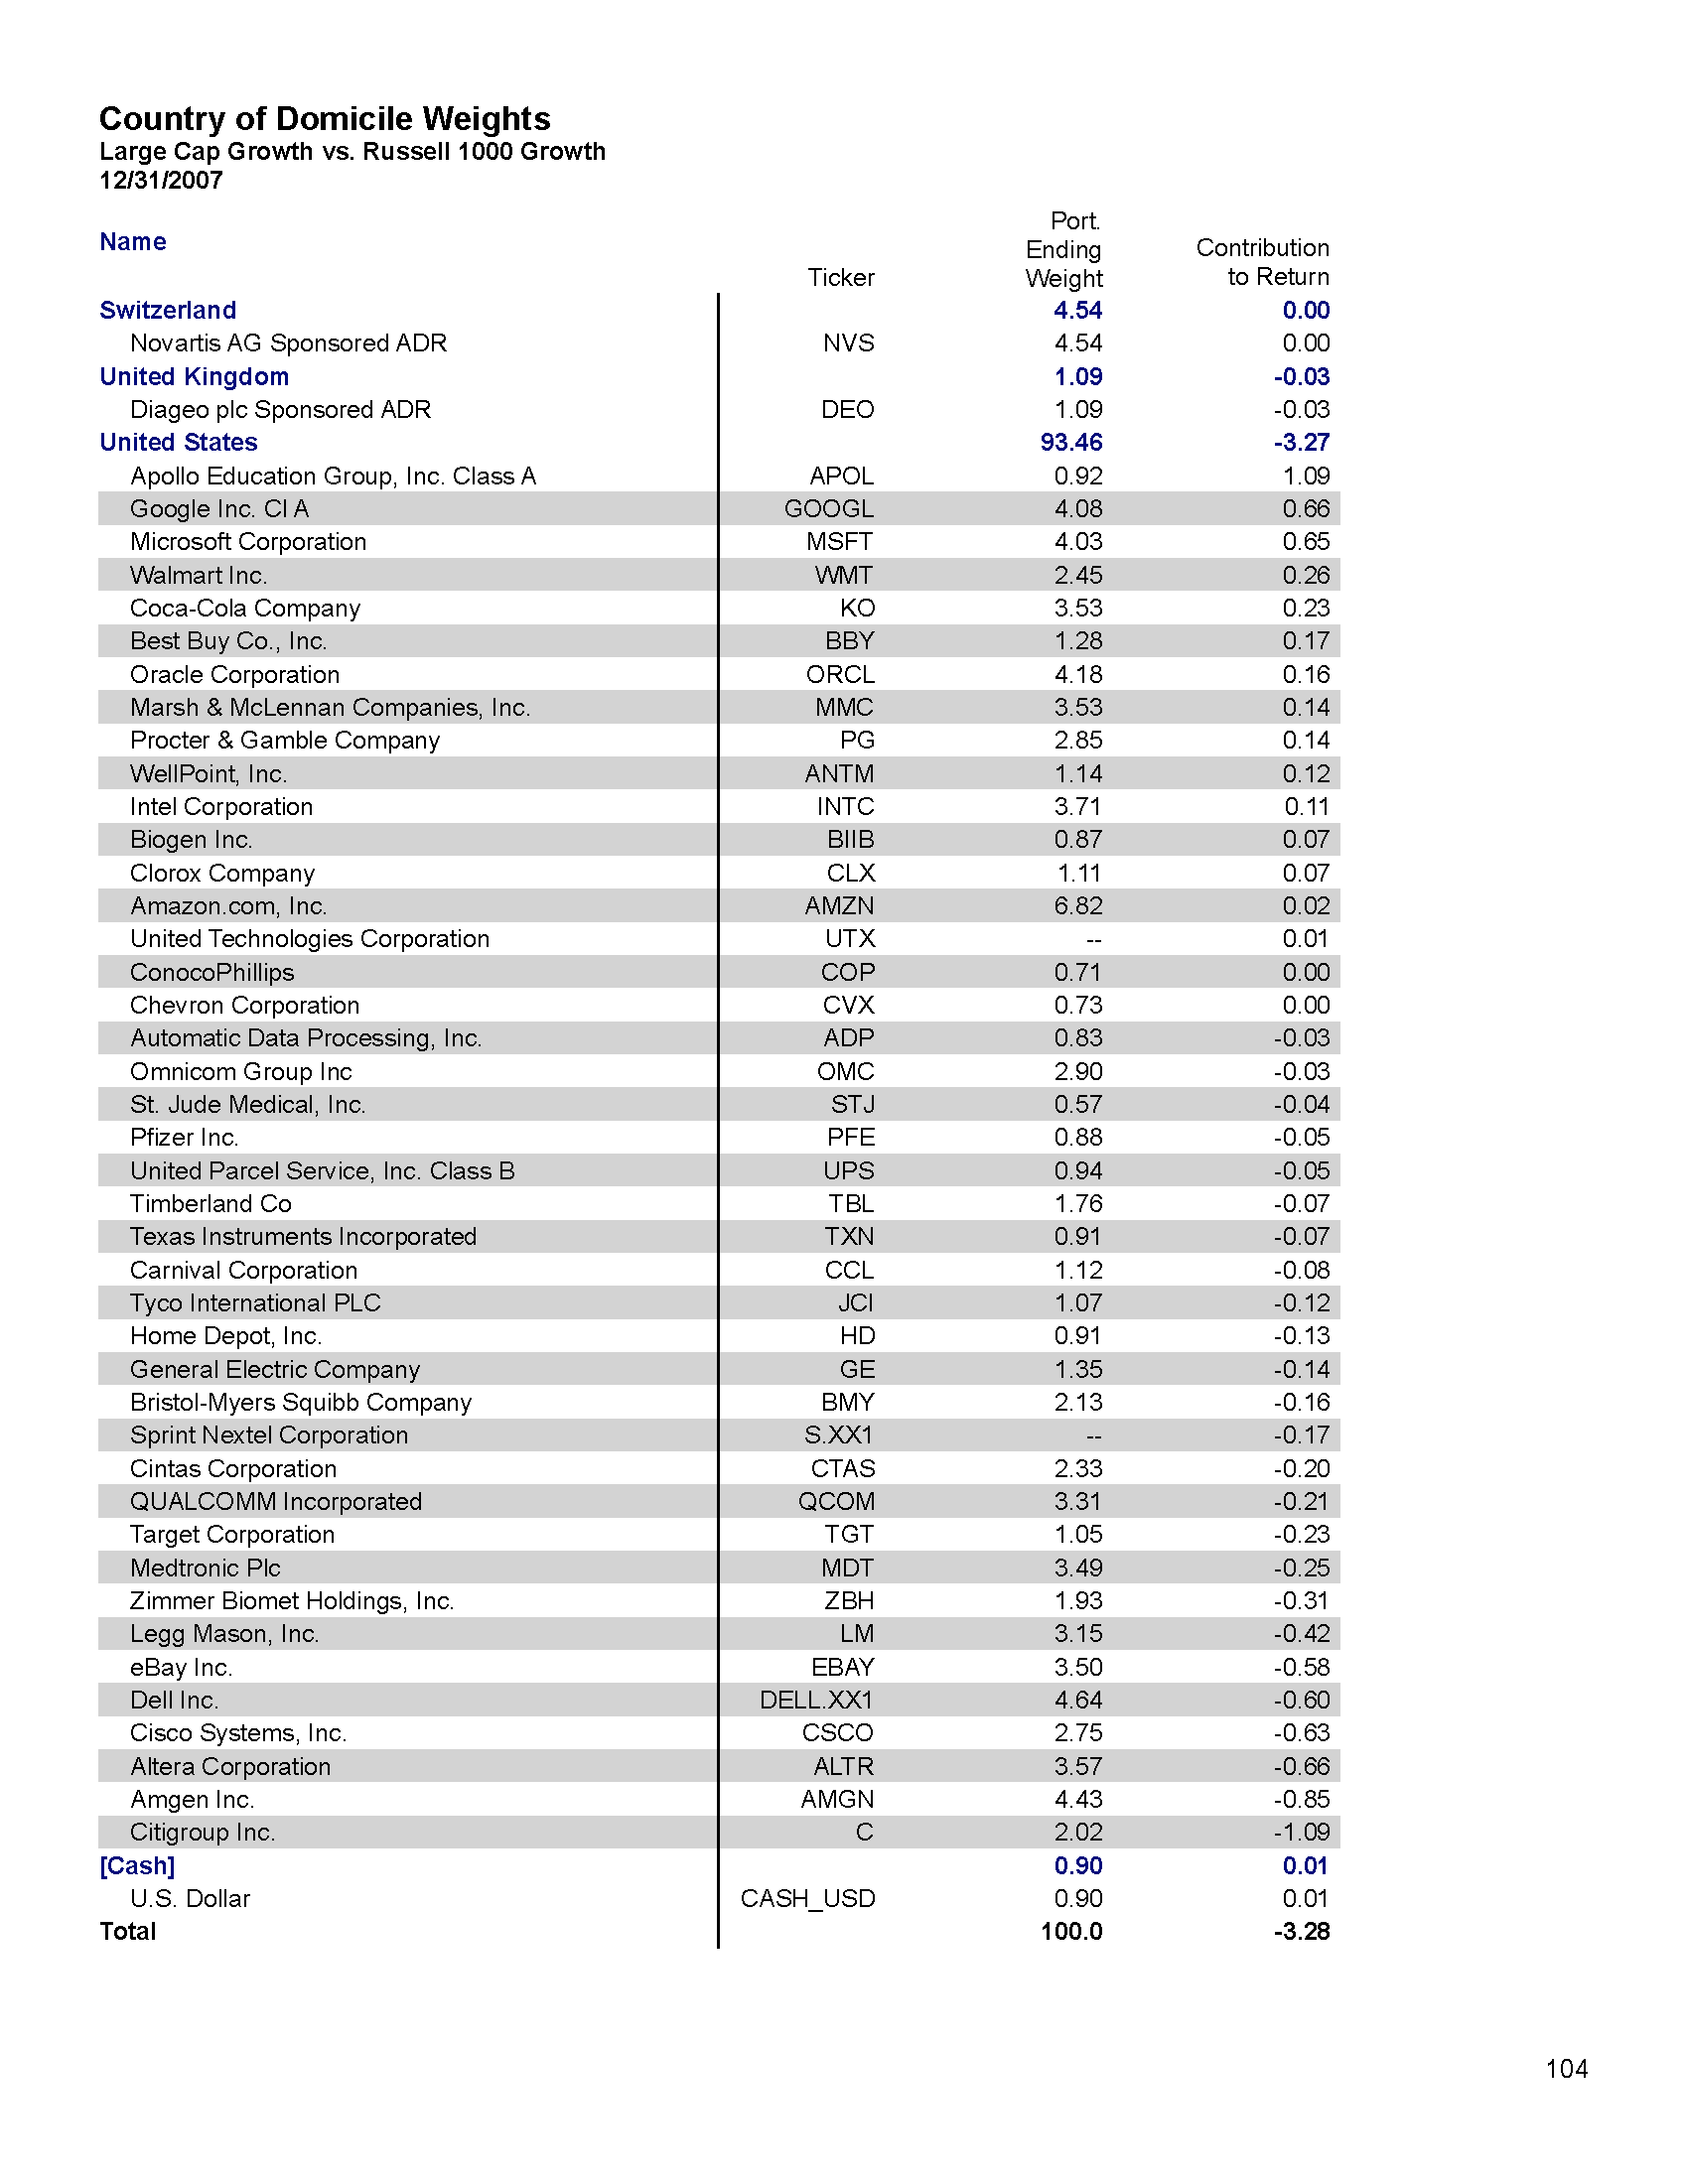 Country of Domicile Weights
Large Cap Growth vs. Russell 1000 Growth
12/31/2007
Name Ticker Port. Ending Weight Contribution to Return
Switzerland 4.54 0.00
Novartis AG Sponsored ADR NVS 4.54 0.00
United Kingdom 1.09 -0.03
Diageo plc Sponsored ADR DEO 1.09 -0.03
United States 93.46 -3.27
Apollo Education Group, Inc. Class A APOL 0.92 1.09
Google Inc. Cl A GOOGL 4.08 0.66
Microsoft Corporation MSFT 4.03 0.65
Walmart Inc. WMT 2.45 0.26
Coca-Cola Company KO 3.53 0.23
Best Buy Co., Inc. BBY 1.28 0.17
Oracle Corporation ORCL 4.18 0.16
Marsh & McLennan Companies, Inc. MMC 3.53 0.14
Procter & Gamble Company PG 2.85 0.14
WellPoint, Inc. ANTM 1.14 0.12
Intel Corporation INTC 3.71 0.11
Biogen Inc. BIIB 0.87 0.07
Clorox Company CLX 1.11 0.07
Amazon.com, Inc. AMZN 6.82 0.02
United Technologies Corporation UTX -- 0.01
ConocoPhillips COP 0.71 0.00
Chevron Corporation CVX 0.73 0.00
Automatic Data Processing, Inc. ADP 0.83 -0.03
Omnicom Group Inc OMC 2.90 -0.03
St. Jude Medical, Inc. STJ 0.57 -0.04
Pfizer Inc. PFE 0.88 -0.05
United Parcel Service, Inc. Class B UPS 0.94 -0.05
Timberland Co TBL 1.76 -0.07
Texas Instruments Incorporated TXN 0.91 -0.07
Carnival Corporation CCL 1.12 -0.08
Tyco International PLC JCI 1.07 -0.12
Home Depot, Inc. HD 0.91 -0.13
General Electric Company GE 1.35 -0.14
Bristol-Myers Squibb Company BMY 2.13 -0.16
Sprint Nextel Corporation S.XX1 -- -0.17
Cintas Corporation CTAS 2.33 -0.20
QUALCOMM Incorporated QCOM 3.31 -0.21
Target Corporation TGT 1.05 -0.23
Medtronic Plc MDT 3.49 -0.25
Zimmer Biomet Holdings, Inc. ZBH 1.93 -0.31
Legg Mason, Inc. LM 3.15 -0.42
eBay Inc. EBAY 3.50 -0.58
Dell Inc. DELL.XX1 4.64 -0.60
Cisco Systems, Inc. CSCO 2.75 -0.63
Altera Corporation ALTR 3.57 -0.66
Amgen Inc. AMGN 4.43 -0.85
Citigroup Inc. C 2.02 -1.09
[Cash] 0.90 0.01
U.S. Dollar CASH_USD 0.90 0.01
Total 100.0 -3.28
104